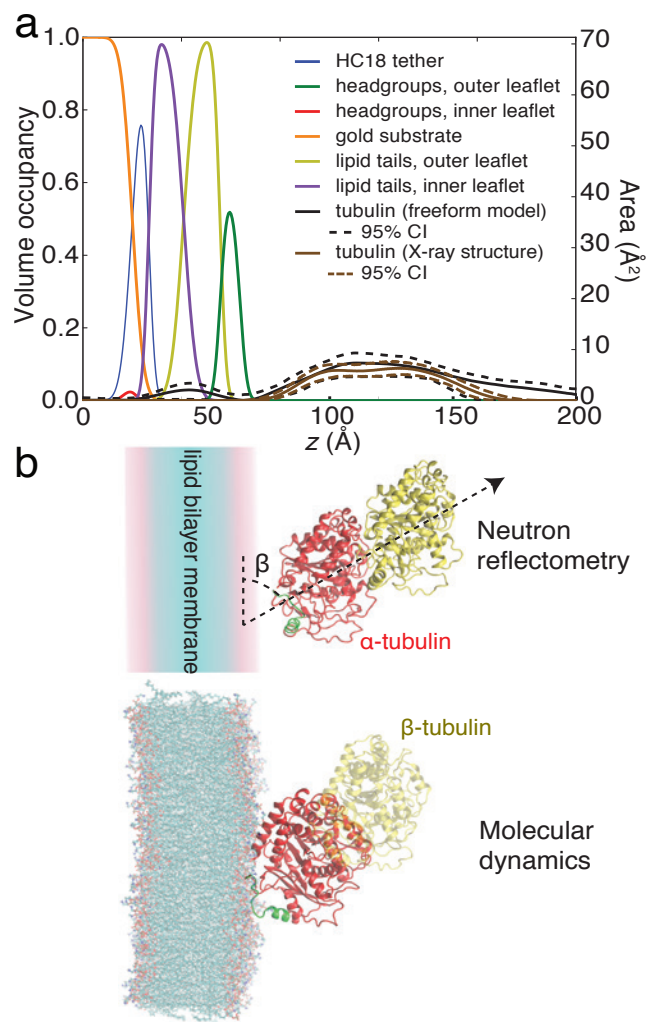 a
1.0
0.8
0.6
0.4
0.2
0.0
Volume occupancy
0
50
100
150
200
z (Å)
70
60
50
40
30
20
10
0
Area (Å²)
HC18 tether
headgroups, outer leaflet
headgroups, inner leaflet
gold substrate
lipid tails, outer leaflet
lipid tails, inner leaflet
tubulin (freeform model)
95% CI
tubulin (X-ray structure)
95% CI
b
lipid bilayer membrane
β
Neutron
reflectometry
α-tubulin
β-tubulin
Molecular
dynamics